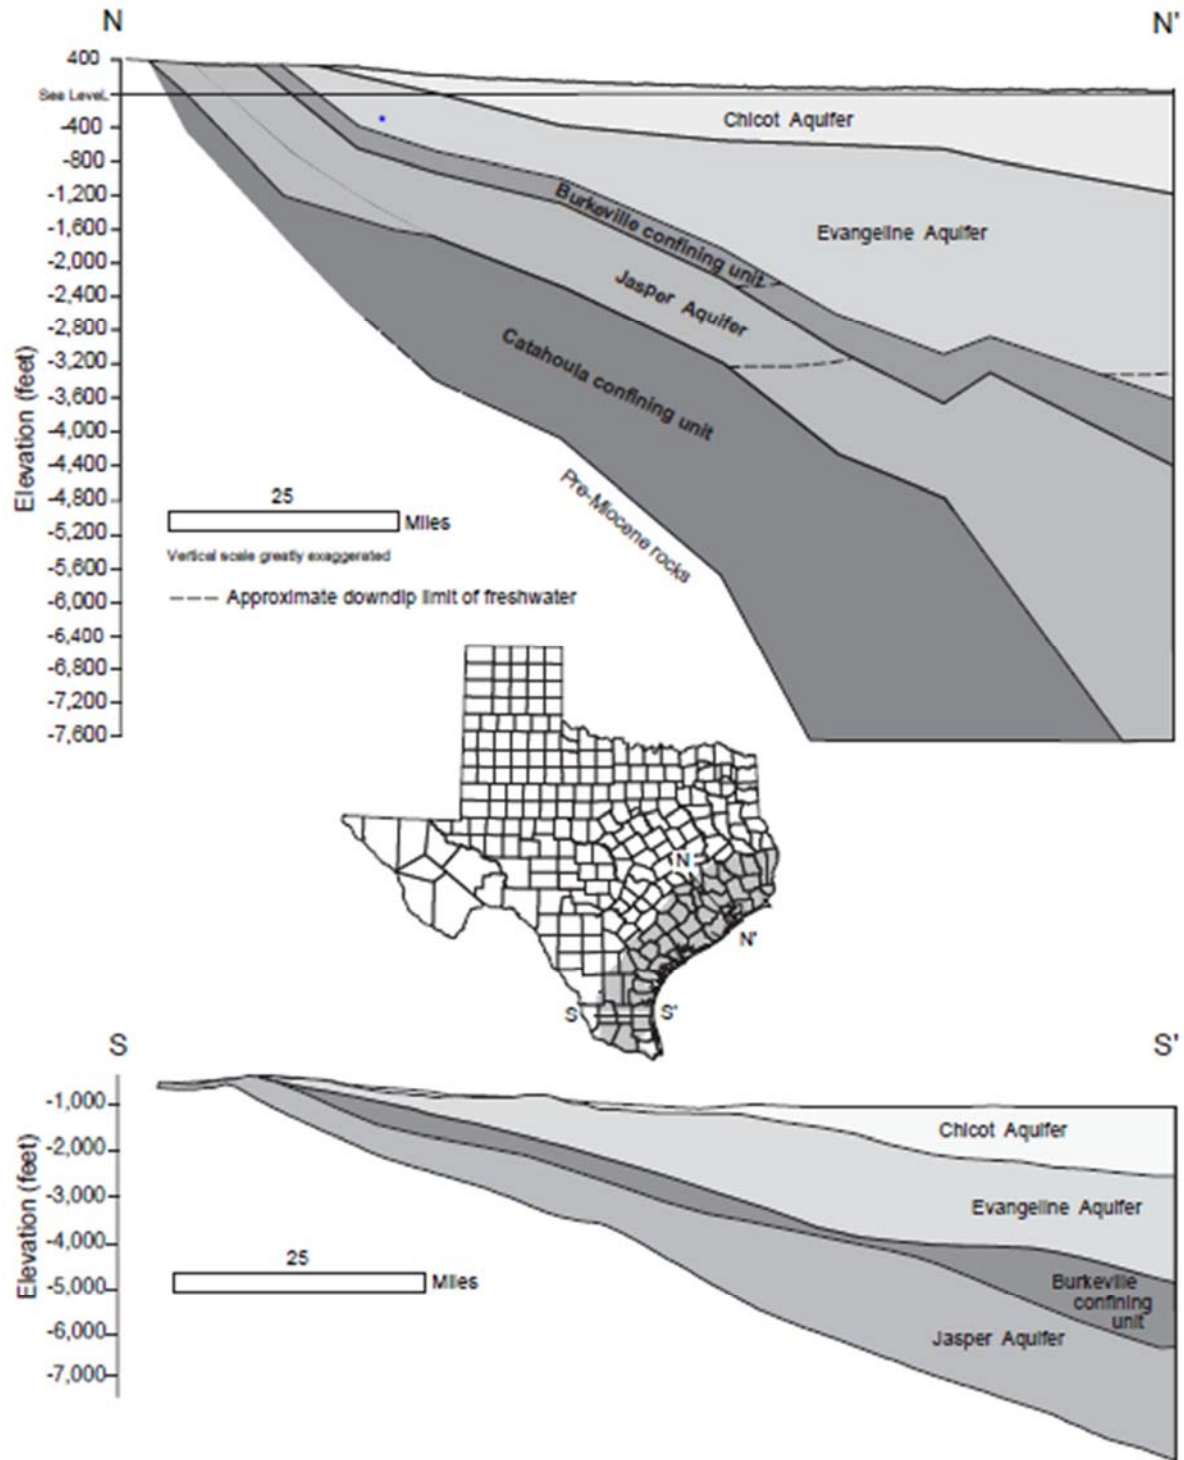 N
N'
400
Sea Level
-400
-800
-1,200
-1,600
-2,000
-2,400
-2,800
-3,200
-3,600
-4,000
-4,400
-4,800
-5,200
-5,600
-6,000
-6,400
-6,800
-7,200
-7,600
Elevation (feet)
Chicot Aquifer
Evangeline Aquifer
Burkeville confining unit
Jasper Aquifer
Catahoula confining unit
Pre-Miocene rocks
25
Miles
Vertical scale greatly exaggerated
Approximate downdip limit of freshwater
N
N'
S
S'
S
S'
-1,000
-2,000
-3,000
-4,000
-5,000
-6,000
-7,000
Elevation (feet)
25
Miles
Chicot Aquifer
Evangeline Aquifer
Burkeville
confining
unit
Jasper Aquifer